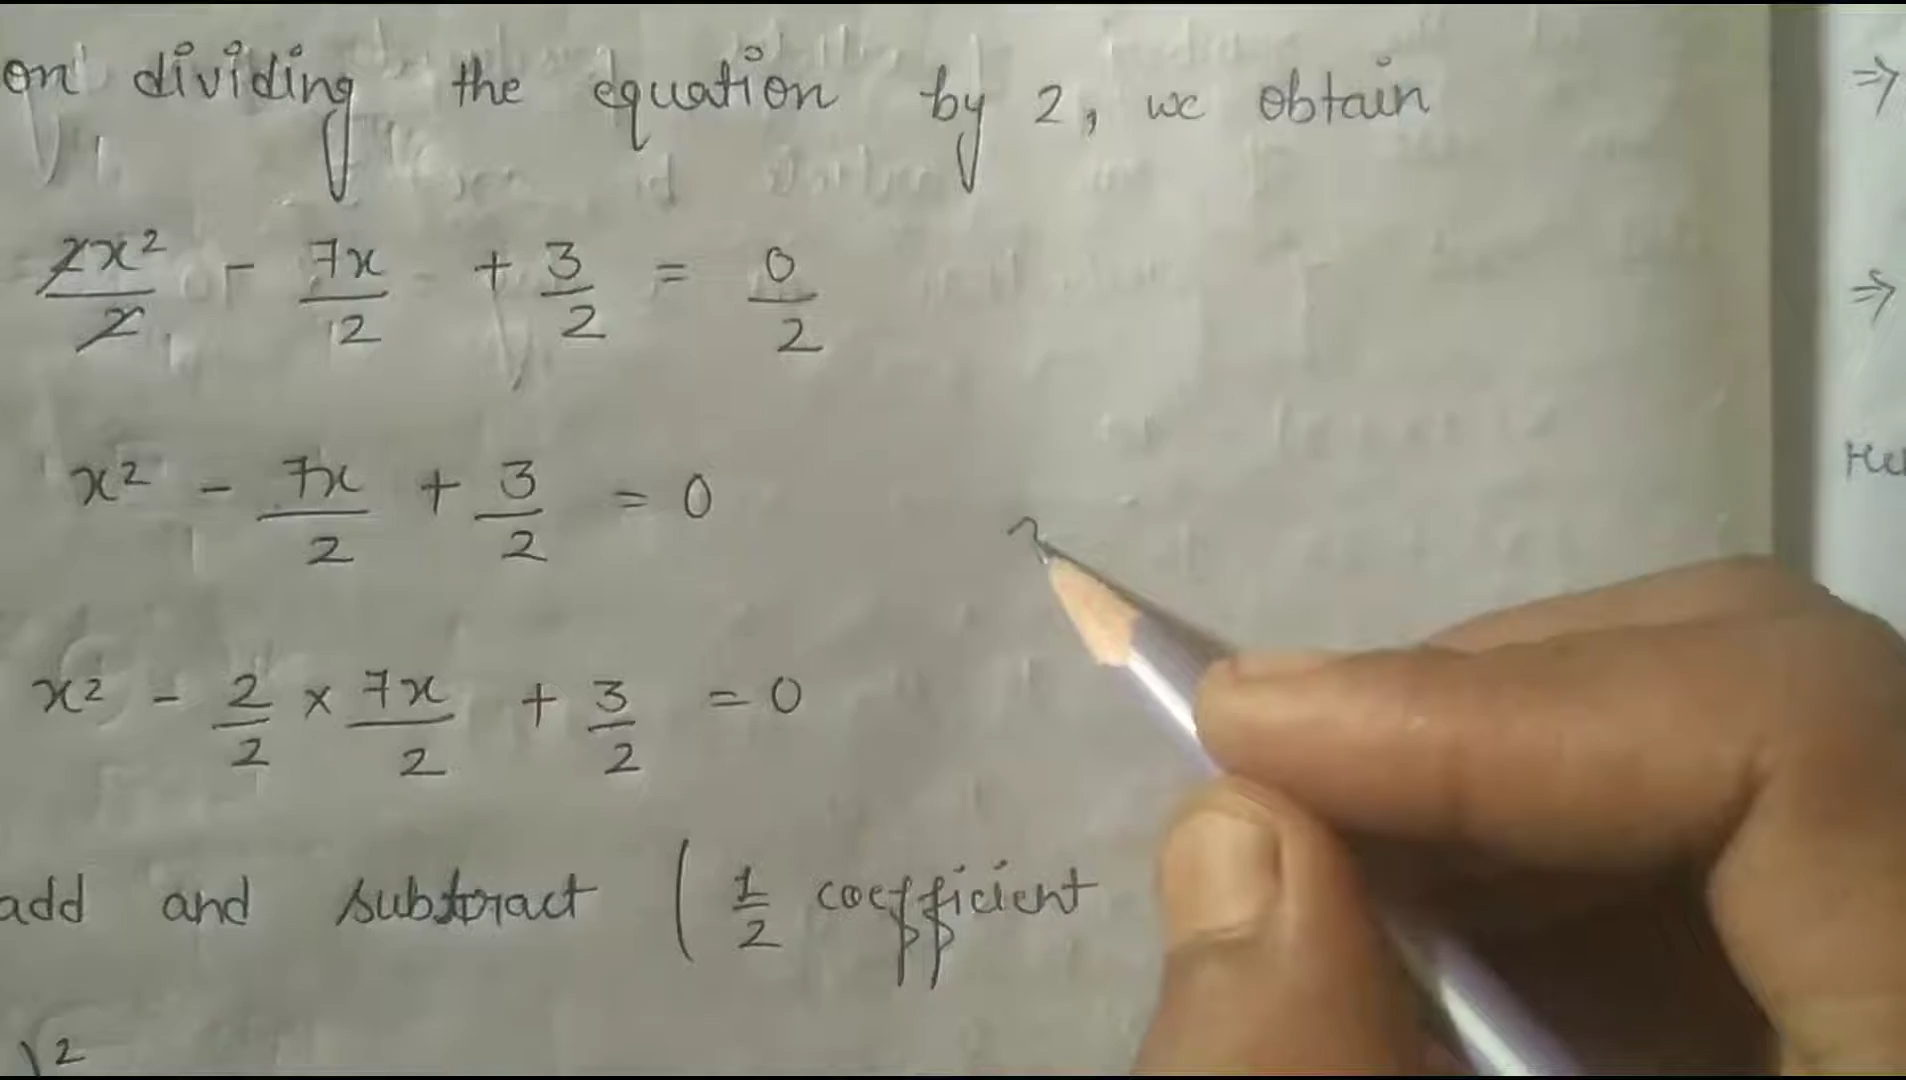 on dividing the equation by 2, we obtain
2x²/2 - 7x/2 + 3/2 = 0/2
x² - 7x/2 + 3/2 = 0
x² - 2/2 × 7x/2 + 3/2 = 0
add and subtract ( 1/2 coefficient
)²
⇒
⇒